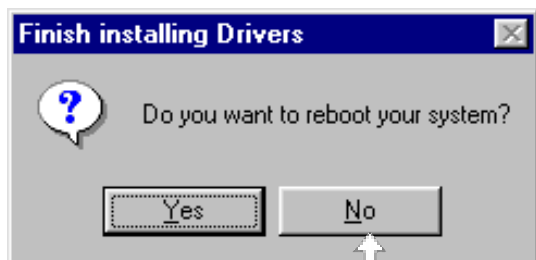 Finish installing Drivers
?
Do you want to reboot your system?
Yes
No